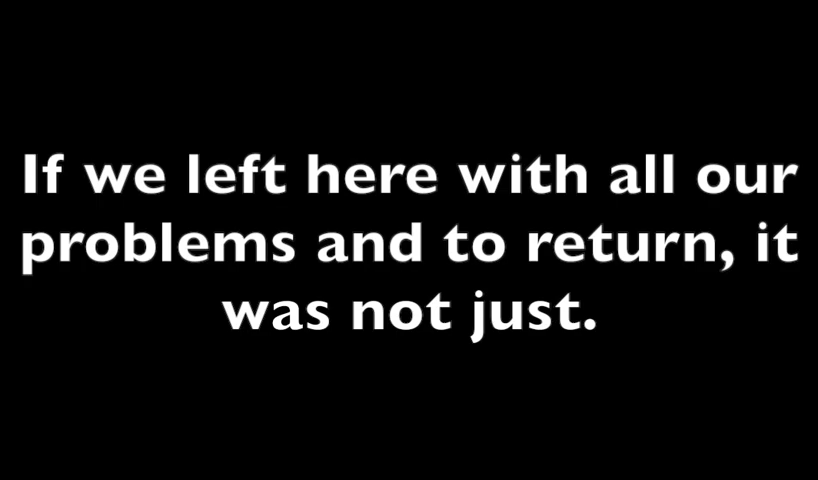 If we left here with all our
problems and to return, it
was not just.